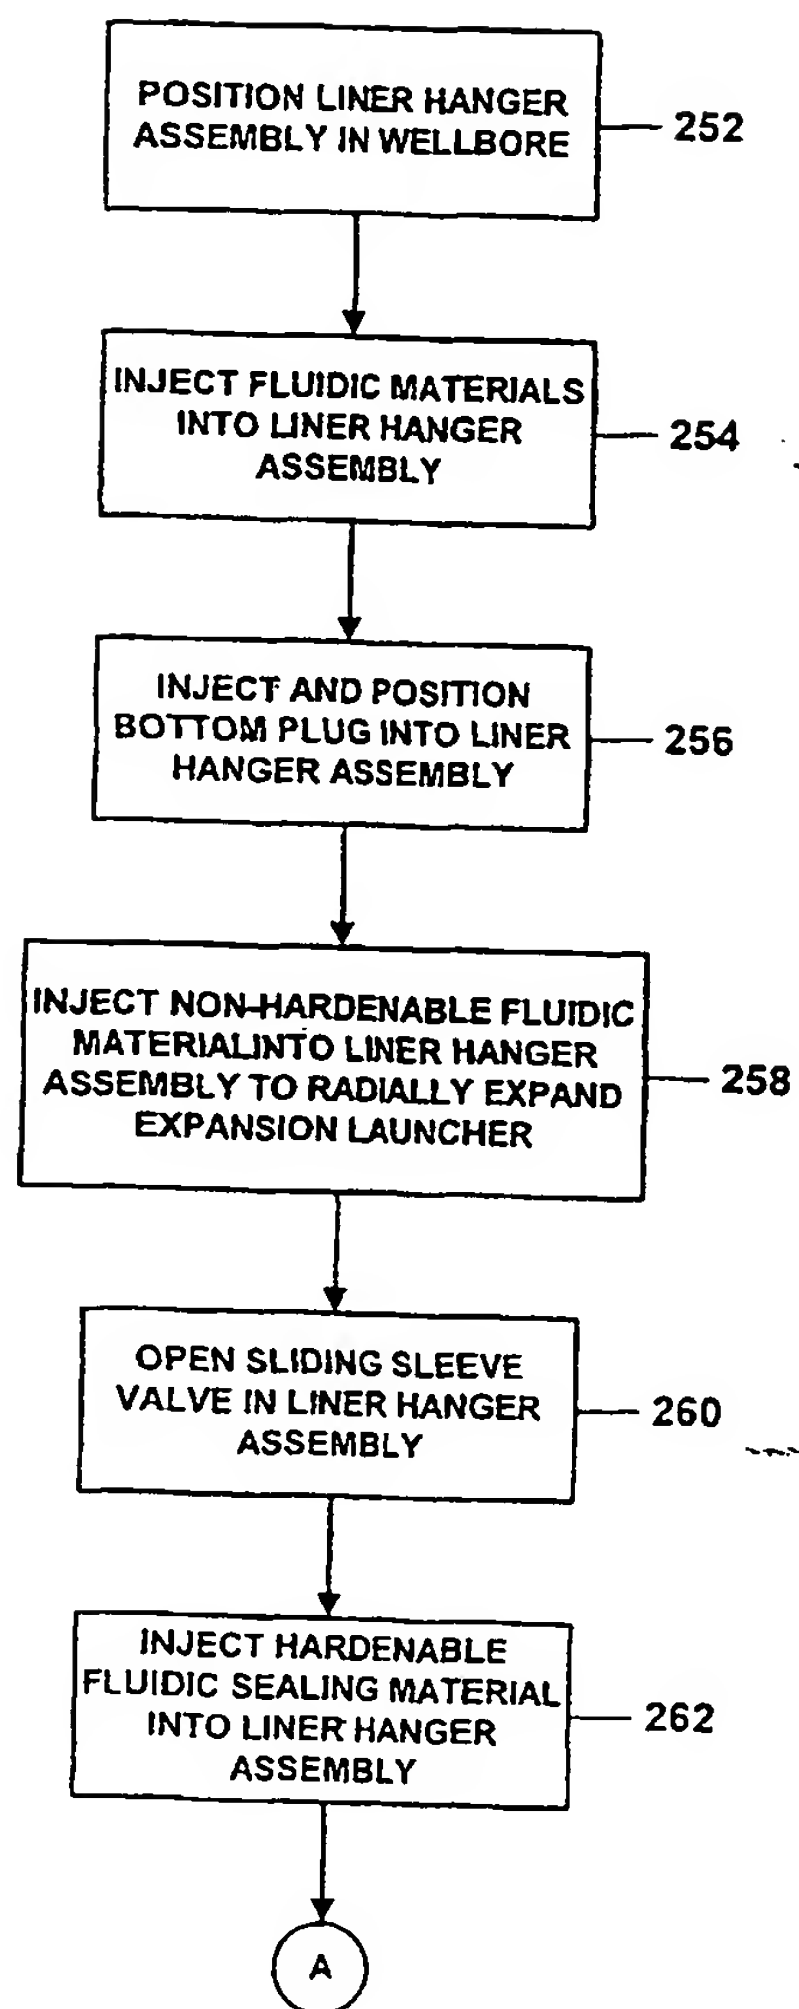 POSITION LINER HANGER
ASSEMBLY IN WELLBORE
252
INJECT FLUIDIC MATERIALS
INTO LINER HANGER
ASSEMBLY
254
INJECT AND POSITION
BOTTOM PLUG INTO LINER
HANGER ASSEMBLY
256
INJECT NON-HARDENABLE FLUIDIC
MATERIALINTO LINER HANGER
ASSEMBLY TO RADIALLY EXPAND
EXPANSION LAUNCHER
258
OPEN SLIDING SLEEVE
VALVE IN LINER HANGER
ASSEMBLY
260
INJECT HARDENABLE
FLUIDIC SEALING MATERIAL
INTO LINER HANGER
ASSEMBLY
262
A